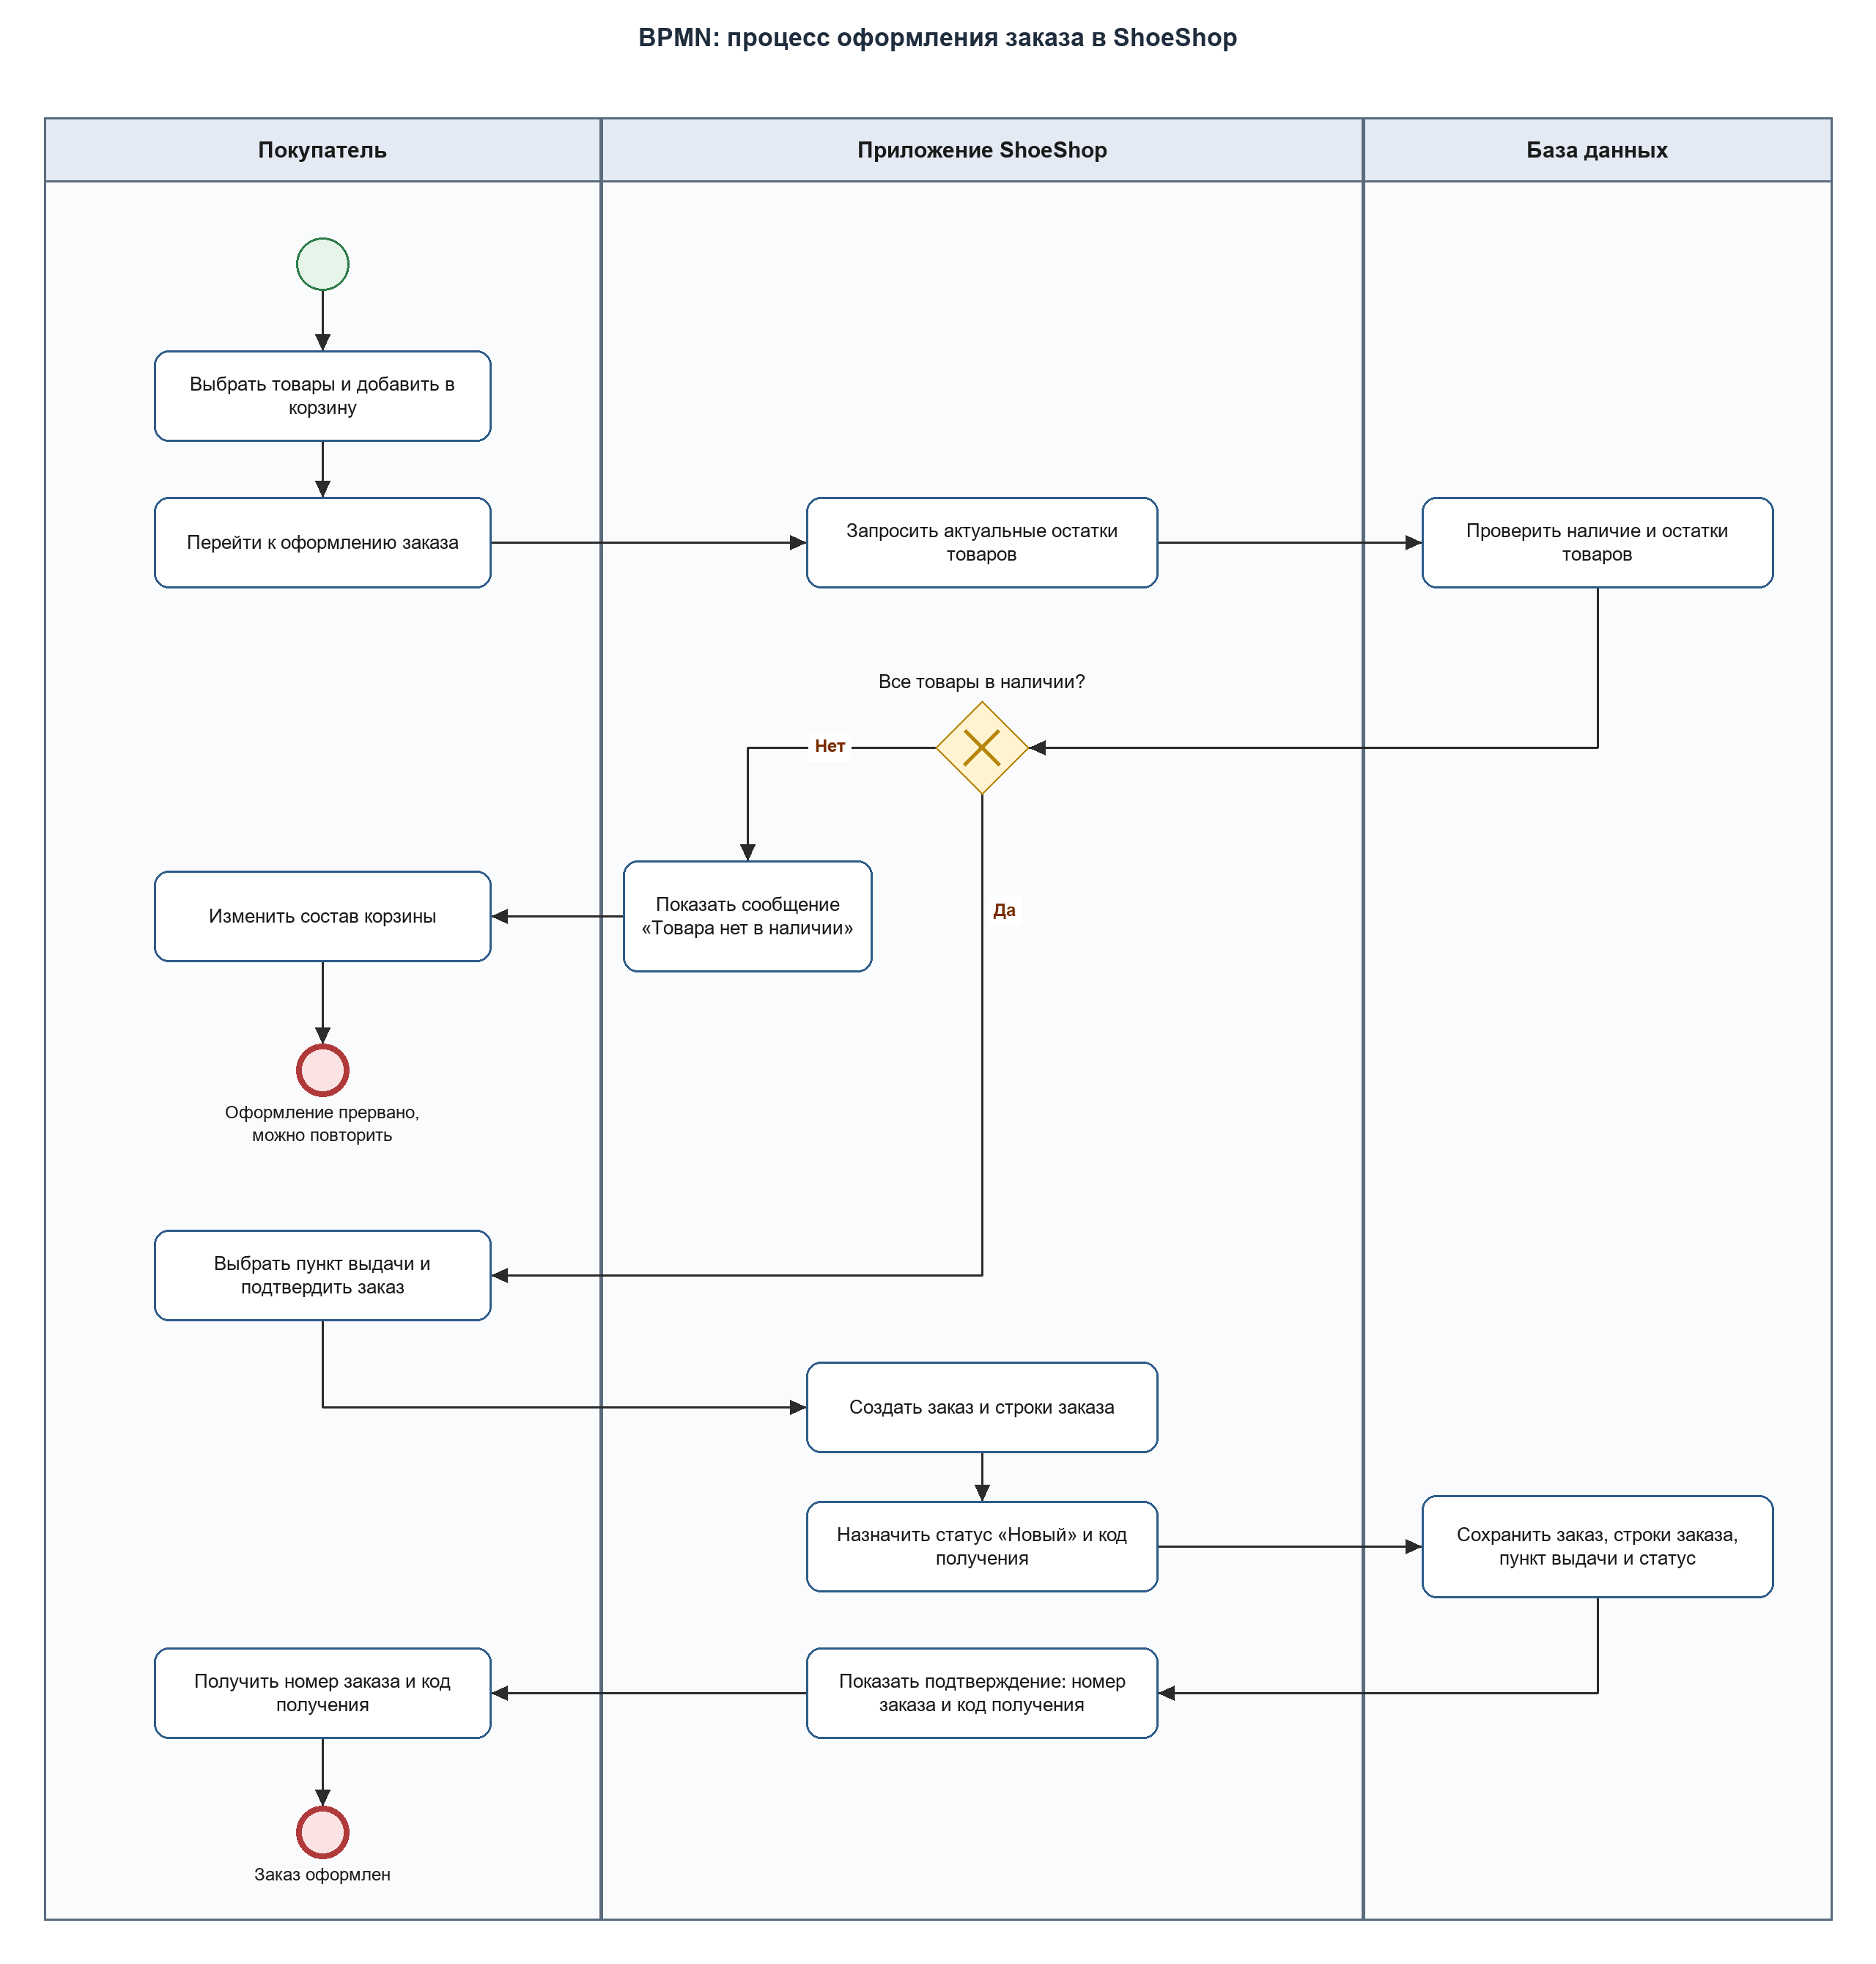 BPMN: процесс оформления заказа в ShoeShop
Покупатель
Приложение ShoeShop
База данных
Выбрать товары и добавить в
корзину
Перейти к оформлению заказа
Запросить актуальные остатки
товаров
Проверить наличие и остатки
товаров
Все товары в наличии?
Нет
Да
Показать сообщение
«Товара нет в наличии»
Изменить состав корзины
Оформление прервано,
можно повторить
Выбрать пункт выдачи и
подтвердить заказ
Создать заказ и строки заказа
Назначить статус «Новый» и код
получения
Сохранить заказ, строки заказа,
пункт выдачи и статус
Показать подтверждение: номер
заказа и код получения
Получить номер заказа и код
получения
Заказ оформлен